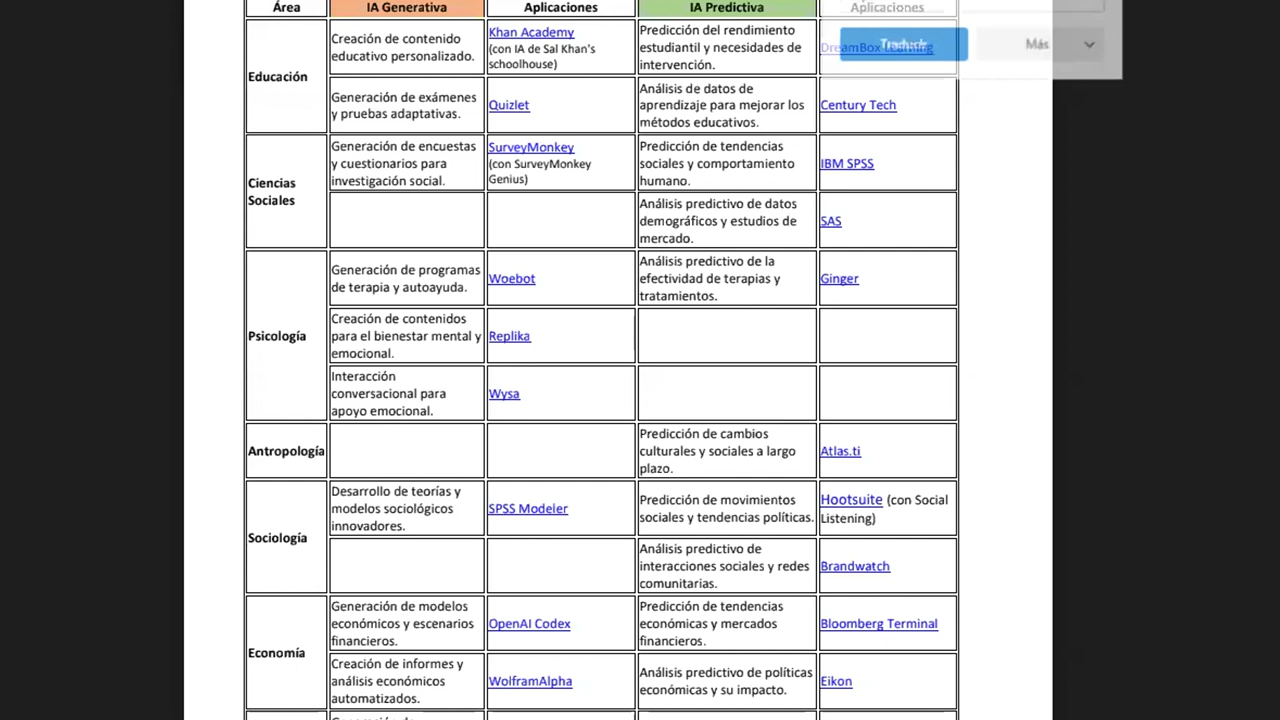 Área
IA Generativa
Aplicaciones
IA Predictiva
Aplicaciones
Traducir
Más
Educación
Creación de contenido
educativo personalizado.
Khan Academy
(con IA de Sal Khan's
schoolhouse)
Predicción del rendimiento
estudiantil y necesidades de
intervención.
DreamBox Learning
Generación de exámenes
y pruebas adaptativas.
Quizlet
Análisis de datos de
aprendizaje para mejorar los
métodos educativos.
Century Tech
Ciencias
Sociales
Generación de encuestas
y cuestionarios para
investigación social.
SurveyMonkey
(con SurveyMonkey
Genius)
Predicción de tendencias
sociales y comportamiento
humano.
IBM SPSS
Análisis predictivo de datos
demográficos y estudios de
mercado.
SAS
Psicología
Generación de programas
de terapia y autoayuda.
Woebot
Análisis predictivo de la
efectividad de terapias y
tratamientos.
Ginger
Creación de contenidos
para el bienestar mental y
emocional.
Replika
Interacción
conversacional para
apoyo emocional.
Wysa
Antropología
Predicción de cambios
culturales y sociales a largo
plazo.
Atlas.ti
Sociología
Desarrollo de teorías y
modelos sociológicos
innovadores.
SPSS Modeler
Predicción de movimientos
sociales y tendencias políticas.
Hootsuite (con Social
Listening)
Análisis predictivo de
interacciones sociales y redes
comunitarias.
Brandwatch
Economía
Generación de modelos
económicos y escenarios
financieros.
OpenAI Codex
Predicción de tendencias
económicas y mercados
financieros.
Bloomberg Terminal
Creación de informes y
análisis económicos
automatizados.
WolframAlpha
Análisis predictivo de políticas
económicas y su impacto.
Eikon